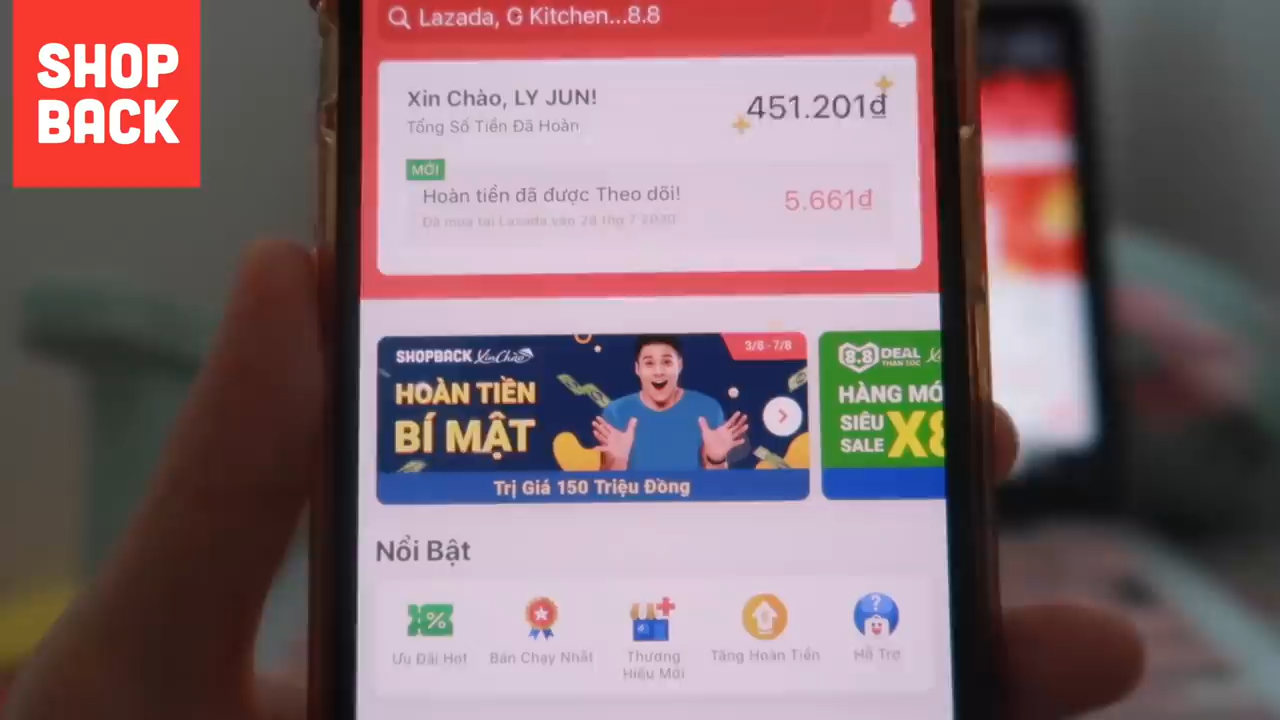 SHOP
BACK
Lazada, G Kitchen...8.8
Xin Chào, LY JUN!
451.201đ
Tổng Số Tiền Đã Hoàn
MỚI
Hoàn tiền đã được Theo dõi!
5.661đ
Đã mua tại Lazada vào 28 thg 7 2020
SHOPBACK Xin Chào
3/8 - 7/8
HOÀN TIỀN
BÍ MẬT
Trị Giá 150 Triệu Đồng
8.8 DEAL
THẦN TỐC
HÀNG MỚ
SIÊU
SALE
X8
Nổi Bật
Ưu Đãi Hot
Bán Chạy Nhất
Thương
Hiệu Mới
Tăng Hoàn Tiền
Hỗ Trợ